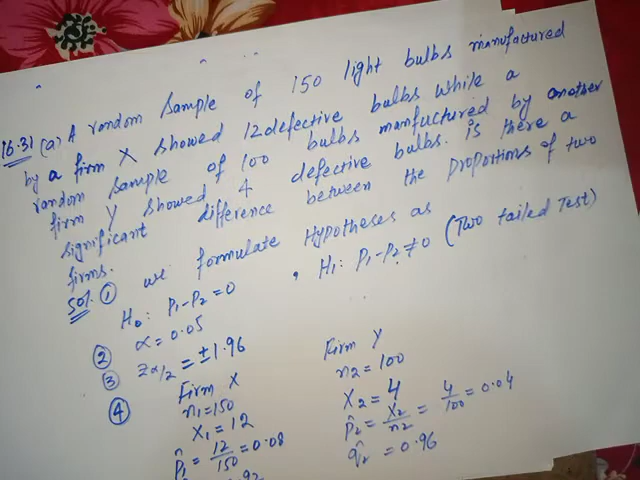 16.31 (a) A random Sample of 150 light bulbs manufactured
by a firm X showed 12 defective bulbs while a
random sample of 100 bulbs manfuctured by another
firm Y showed 4 defective bulbs. is there a
significant difference between the proportions of two
firms.
Sol. ① we formulate Hypotheses as
H₀: P₁-P₂=0 , H₁: P₁-P₂≠0 (Two tailed Test)
② α=0.05
③ Zα/2=±1.96
④ Firm X
n₁=150
X₁=12
p̂₁ = 12/150 = 0.08
0.92
Firm Y
n₂=100
X₂=4
p̂₂ = X₂/n₂ = 4/100 = 0.04
q̂₂=0.96